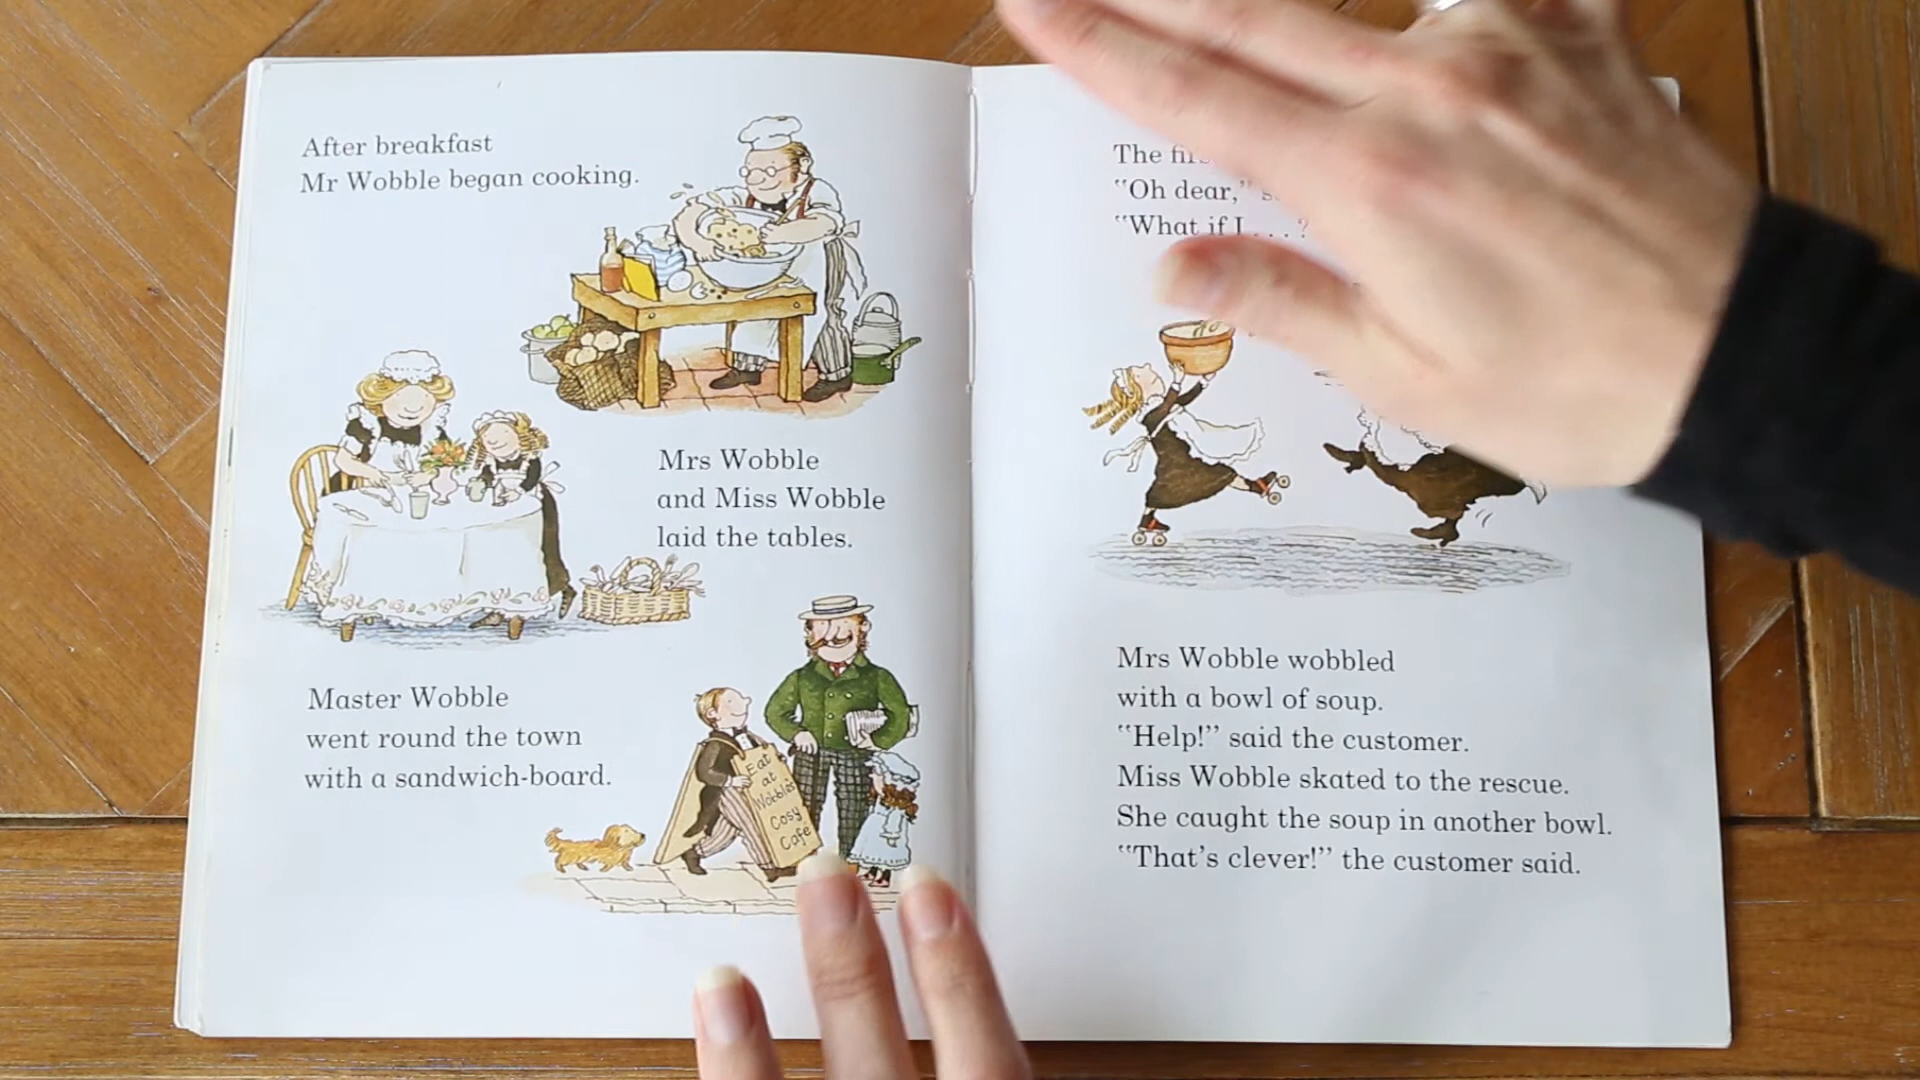 After breakfast
Mr Wobble began cooking.
Mrs Wobble
and Miss Wobble
laid the tables.
Master Wobble
went round the town
with a sandwich-board.
Eat
at
Wobbles
Cosy
Cafe
The
“Oh dear,”
“What if I . . . ?
Mrs Wobble wobbled
with a bowl of soup.
“Help!” said the customer.
Miss Wobble skated to the rescue.
She caught the soup in another bowl.
“That’s clever!” the customer said.